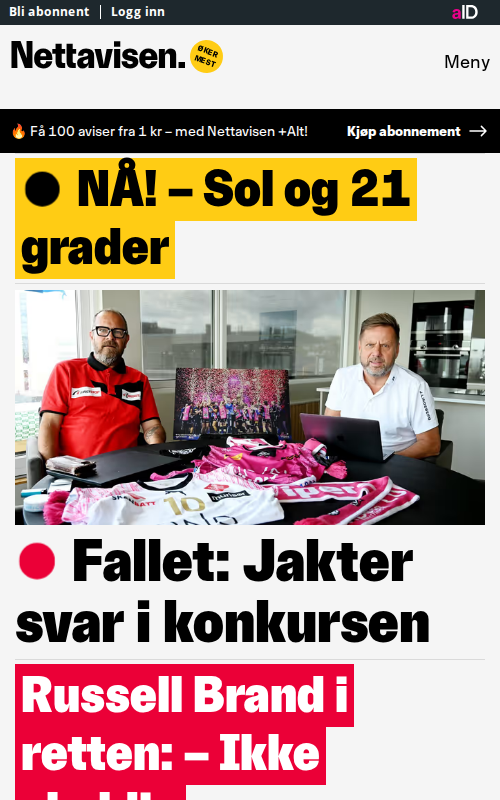 Bli abonnent | Logg inn
aID
Nettavisen.
ØKER
MEST
Meny
Få 100 aviser fra 1 kr – med Nettavisen +Alt!
Kjøp abonnement
NÅ! – Sol og 21
grader
10
Fallet: Jakter
svar i konkursen
Russell Brand i
retten: – Ikke